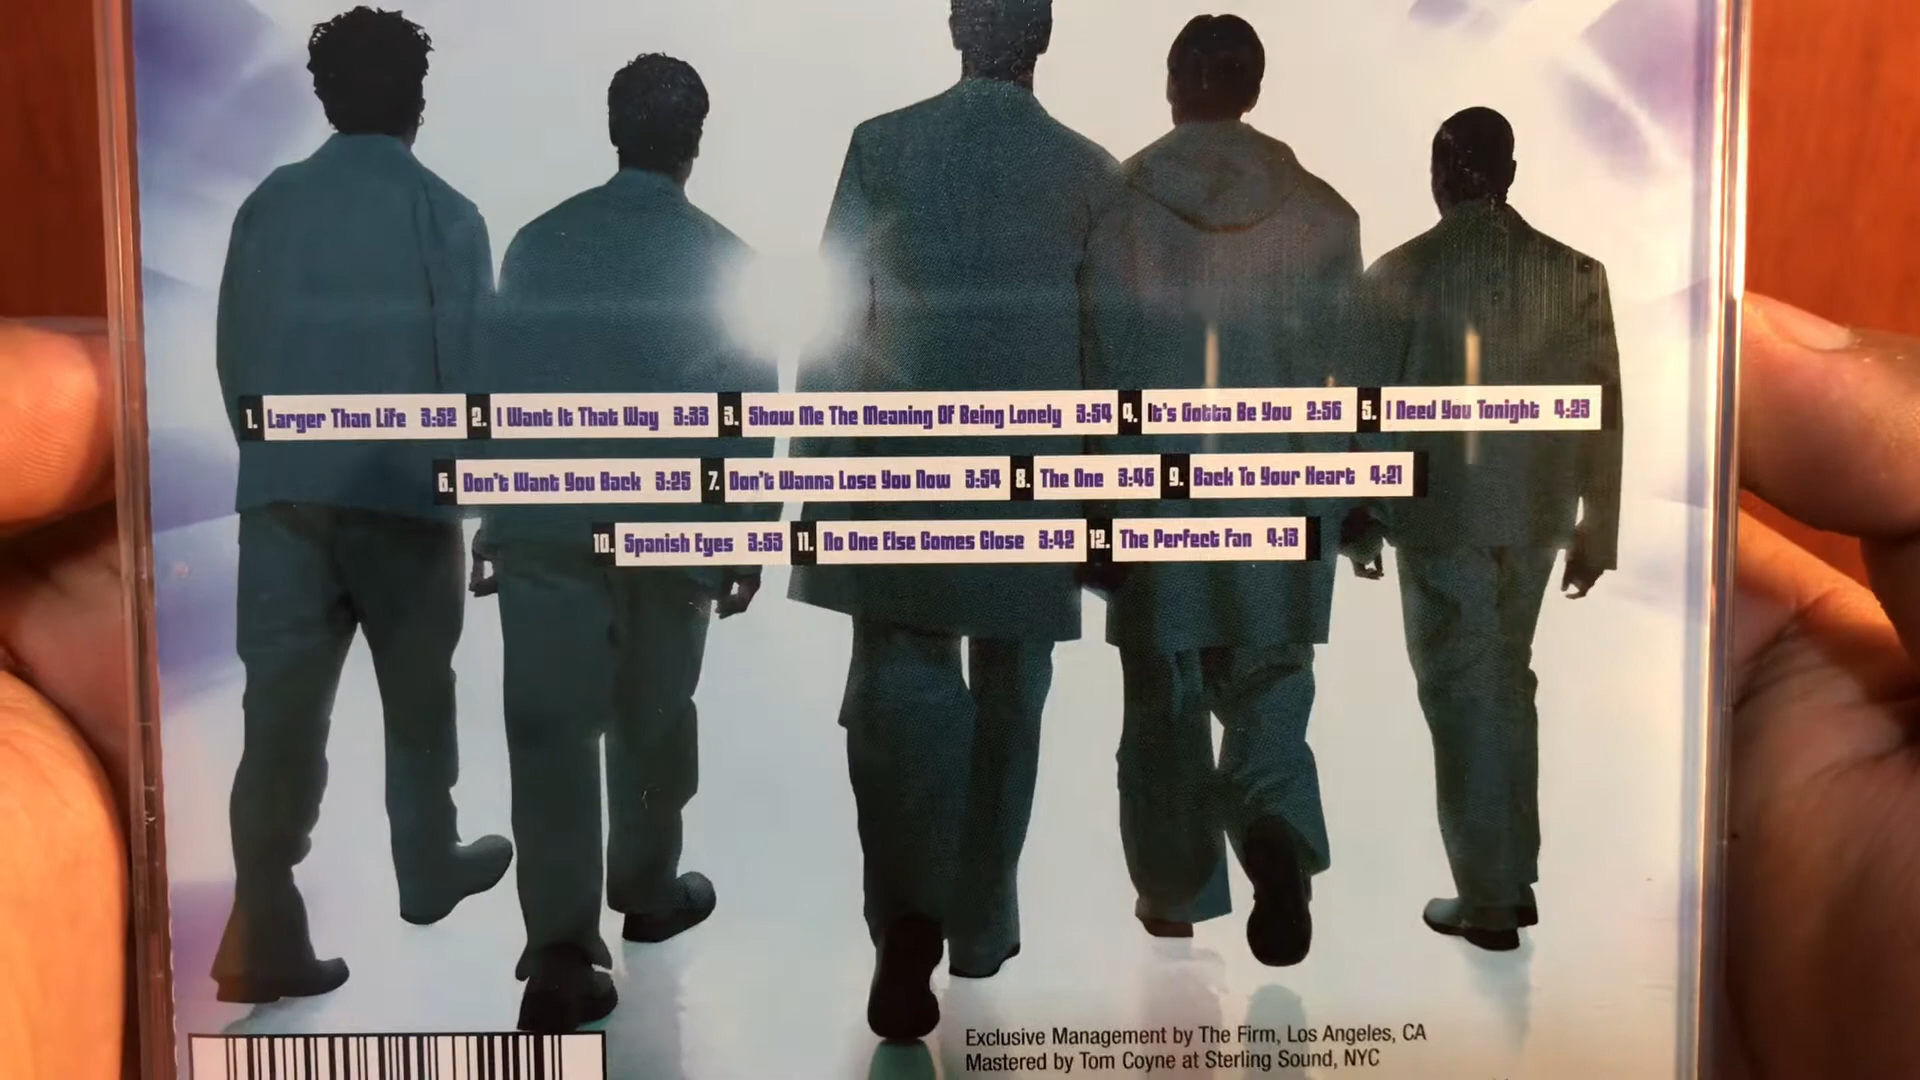 1. Larger Than Life 3:52 2. I Want It That Way 3:33 3. Show Me The Meaning Of Being Lonely 3:54 4. It's Gotta Be You 2:56 5. I Need You Tonight 4:23
6. Don't Want You Back 3:25 7. Don't Wanna Lose You Now 3:54 8. The One 3:46 9. Back To Your Heart 4:21
10. Spanish Eyes 3:53 11. No One Else Comes Close 3:42 12. The Perfect Fan 4:13
Exclusive Management by The Firm, Los Angeles, CA
Mastered by Tom Coyne at Sterling Sound, NYC